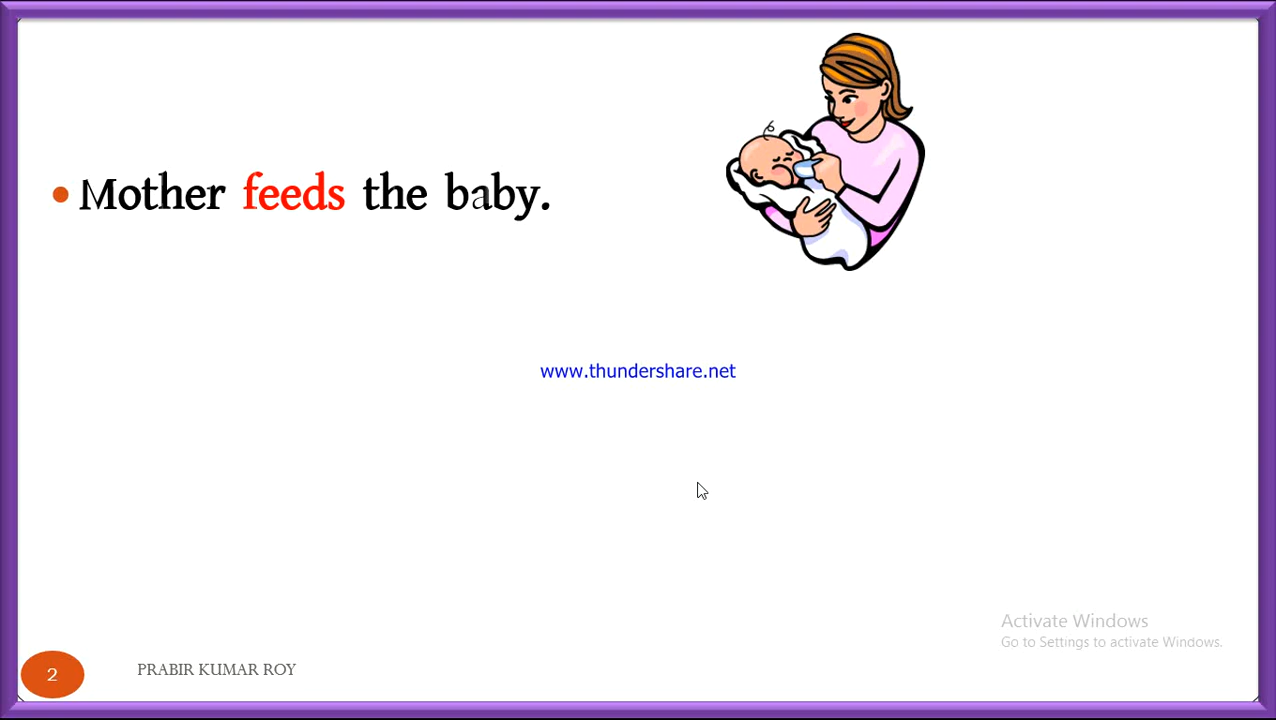 • Mother feeds the baby.
www.thundershare.net
Activate Windows
Go to Settings to activate Windows.
2
PRABIR KUMAR ROY